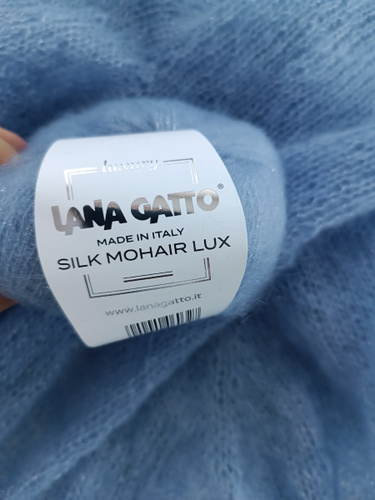 luxury
LANA GATTO®
MADE IN ITALY
SILK MOHAIR LUX
www.lanagatto.it